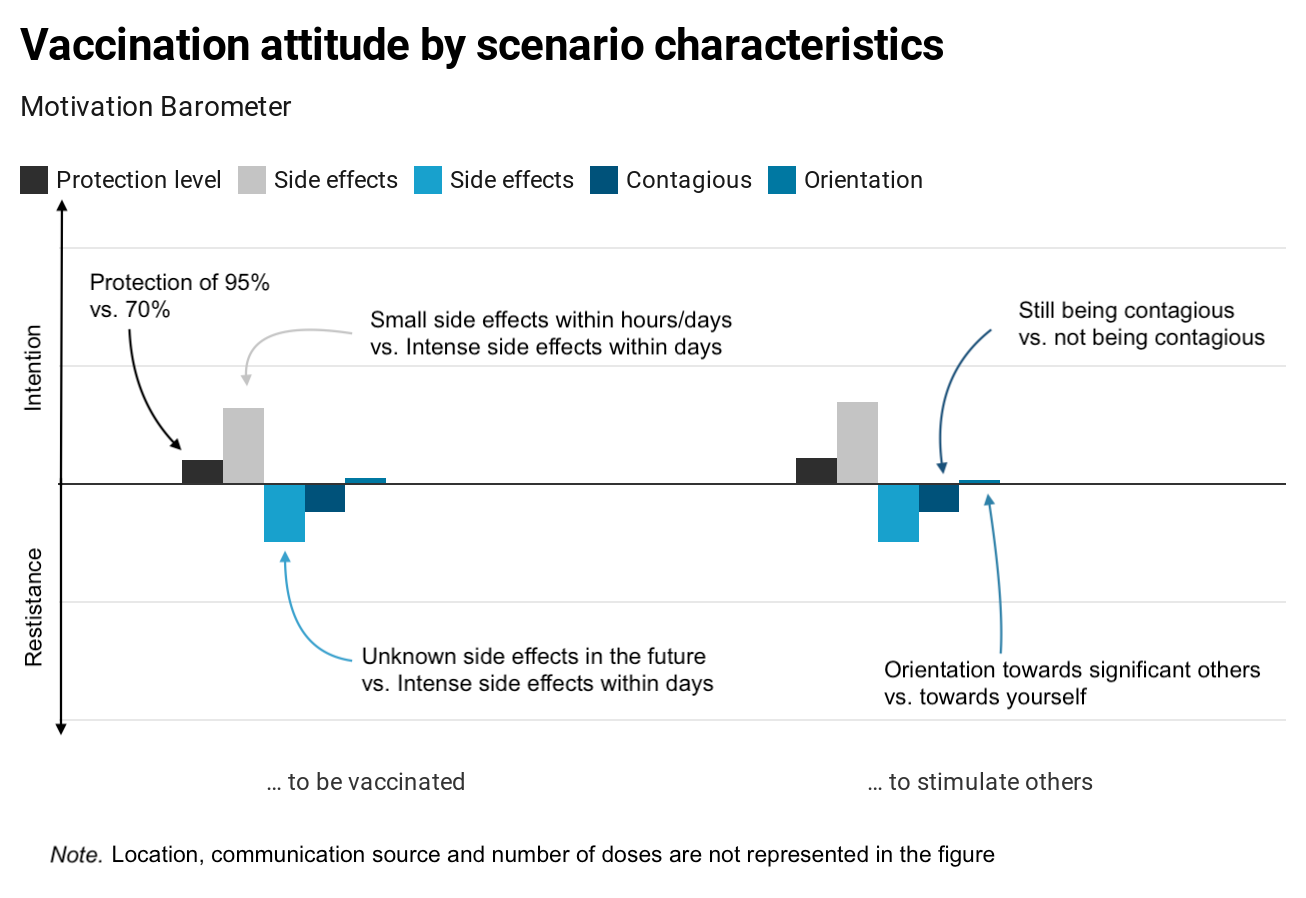 Vaccination attitude by scenario characteristics
Motivation Barometer
Protection level Side effects Side effects Contagious Orientation
Protection of 95%
vs. 70%
Small side effects within hours/days
vs. Intense side effects within days
Still being contagious
vs. not being contagious
Intention
Restistance
Unknown side effects in the future
vs. Intense side effects within days
Orientation towards significant others
vs. towards yourself
... to be vaccinated
... to stimulate others
Note. Location, communication source and number of doses are not represented in the figure